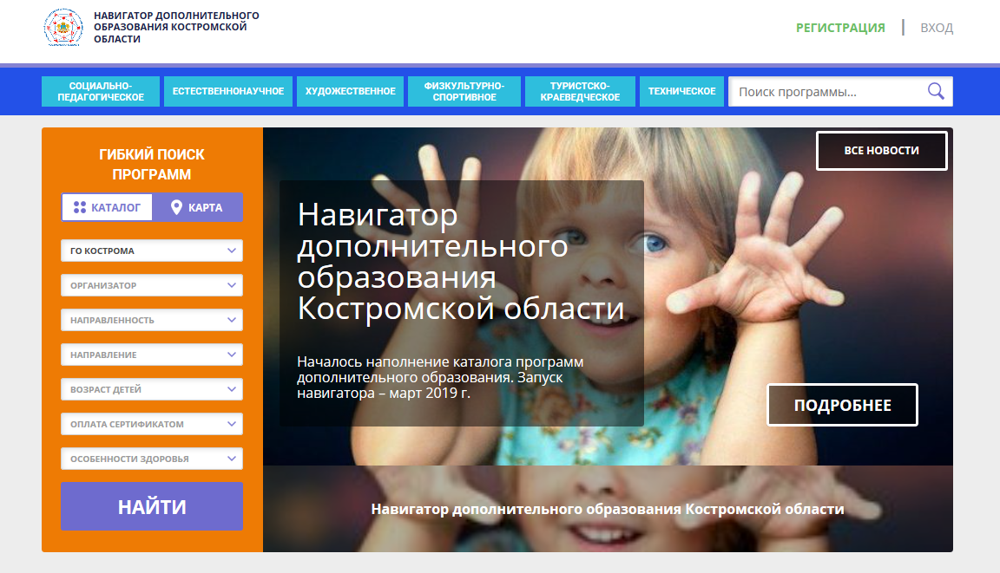 НАВИГАТОР ДОПОЛНИТЕЛЬНОГО
ОБРАЗОВАНИЯ КОСТРОМСКОЙ
ОБЛАСТИ
РЕГИСТРАЦИЯ | ВХОД
СОЦИАЛЬНО-
ПЕДАГОГИЧЕСКОЕ
ЕСТЕСТВЕННОНАУЧНОЕ
ХУДОЖЕСТВЕННОЕ
ФИЗКУЛЬТУРНО-
СПОРТИВНОЕ
ТУРИСТСКО-
КРАЕВЕДЧЕСКОЕ
ТЕХНИЧЕСКОЕ
Поиск программы...
ГИБКИЙ ПОИСК
ПРОГРАММ
КАТАЛОГ
КАРТА
ГО КОСТРОМА
ОРГАНИЗАТОР
НАПРАВЛЕННОСТЬ
НАПРАВЛЕНИЕ
ВОЗРАСТ ДЕТЕЙ
ОПЛАТА СЕРТИФИКАТОМ
ОСОБЕННОСТИ ЗДОРОВЬЯ
НАЙТИ
ВСЕ НОВОСТИ
Навигатор
дополнительного
образования
Костромской области
Началось наполнение каталога программ
дополнительного образования. Запуск
навигатора – март 2019 г.
ПОДРОБНЕЕ
Навигатор дополнительного образования Костромской области